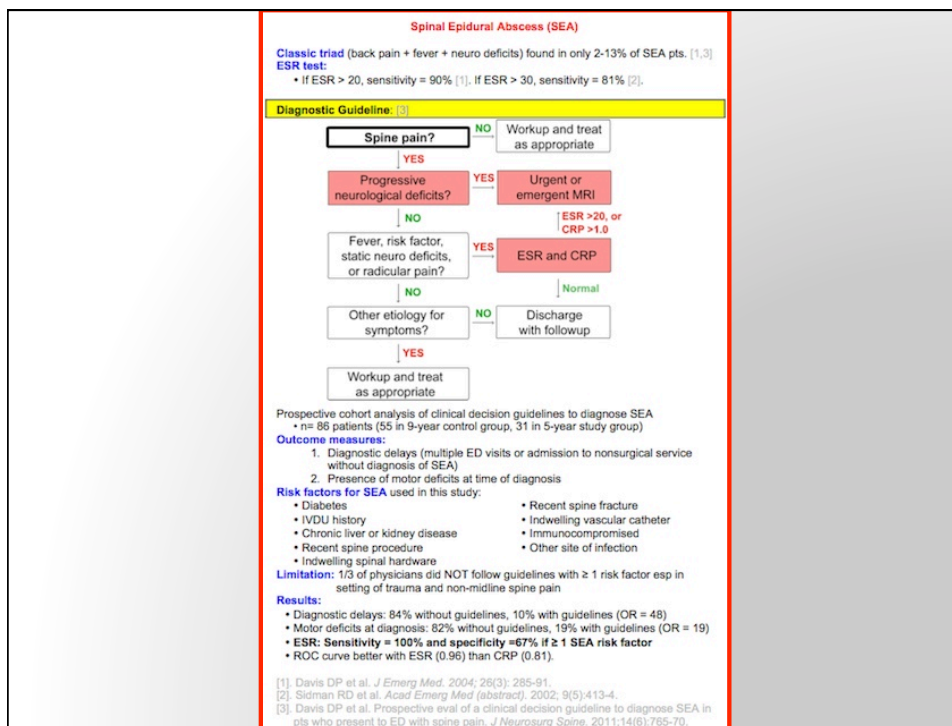 Spinal Epidural Abscess (SEA)
Classic triad (back pain + fever + neuro deficits) found in only 2-13% of SEA pts. [1,3]
ESR test:
• If ESR > 20, sensitivity = 90% [1]. If ESR > 30, sensitivity = 81% [2].
Diagnostic Guideline: [3]
Spine pain?
NO
Workup and treat
as appropriate
YES
Progressive
neurological deficits?
YES
Urgent or
emergent MRI
NO
ESR >20, or
CRP >1.0
Fever, risk factor,
static neuro deficits,
or radicular pain?
YES
ESR and CRP
NO
Normal
Other etiology for
symptoms?
NO
Discharge
with followup
YES
Workup and treat
as appropriate
Prospective cohort analysis of clinical decision guidelines to diagnose SEA
• n= 86 patients (55 in 9-year control group, 31 in 5-year study group)
Outcome measures:
1. Diagnostic delays (multiple ED visits or admission to nonsurgical service
without diagnosis of SEA)
2. Presence of motor deficits at time of diagnosis
Risk factors for SEA used in this study:
• Diabetes
• IVDU history
• Chronic liver or kidney disease
• Recent spine procedure
• Indwelling spinal hardware
• Recent spine fracture
• Indwelling vascular catheter
• Immunocompromised
• Other site of infection
Limitation: 1/3 of physicians did NOT follow guidelines with ≥ 1 risk factor esp in
setting of trauma and non-midline spine pain
Results:
• Diagnostic delays: 84% without guidelines, 10% with guidelines (OR = 48)
• Motor deficits at diagnosis: 82% without guidelines, 19% with guidelines (OR = 19)
• ESR: Sensitivity = 100% and specificity =67% if ≥ 1 SEA risk factor
• ROC curve better with ESR (0.96) than CRP (0.81).
[1]. Davis DP et al. J Emerg Med. 2004; 26(3): 285-91.
[2]. Sidman RD et al. Acad Emerg Med (abstract). 2002; 9(5):413-4.
[3]. Davis DP et al. Prospective eval of a clinical decision guideline to diagnose SEA in
pts who present to ED with spine pain. J Neurosurg Spine. 2011;14(6):765-70.